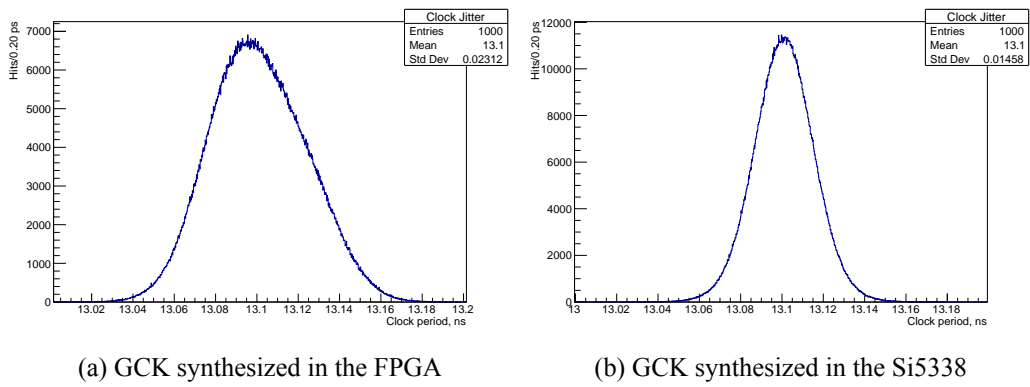 Clock Jitter
Entries 1000
Mean 13.1
Std Dev 0.02312
Hits/0.20 ps
7000
6000
5000
4000
3000
2000
1000
0
13.02 13.04 13.06 13.08 13.1 13.12 13.14 13.16 13.18 13.2
Clock period, ns
(a) GCK synthesized in the FPGA
Clock Jitter
Entries 1000
Mean 13.1
Std Dev 0.01458
Hits/0.20 ps
12000
10000
8000
6000
4000
2000
0
13 13.02 13.04 13.06 13.08 13.1 13.12 13.14 13.16 13.18
Clock period, ns
(b) GCK synthesized in the Si5338